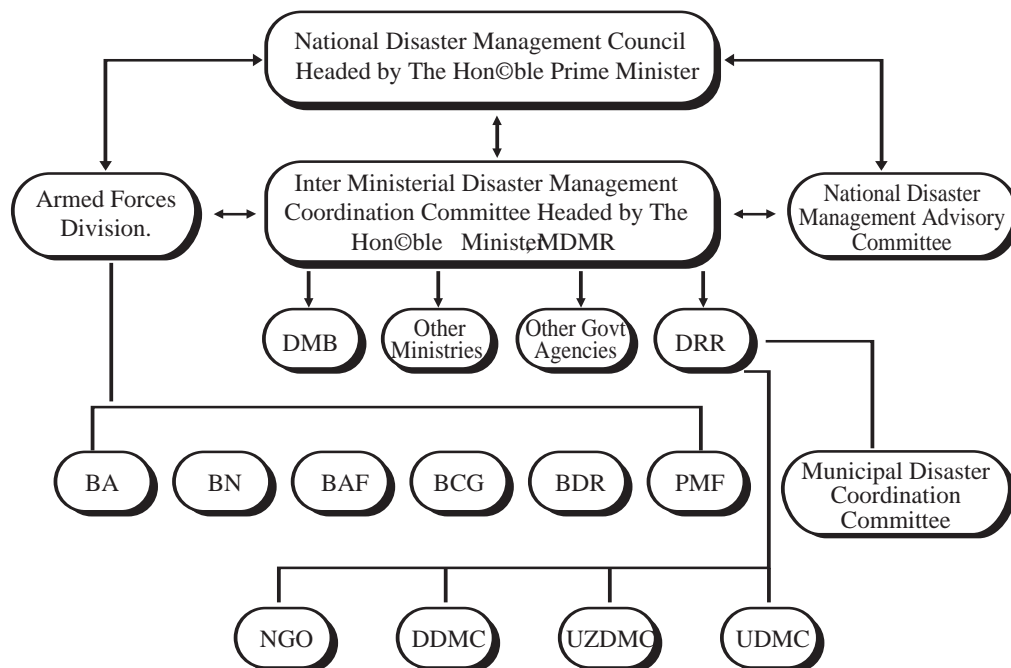 National Disaster Management Council
Headed by The Hon©ble Prime Minister
Armed Forces
Division.
Inter Ministerial Disaster Management
Coordination Committee Headed by The
Hon©ble Minister,MDMR
National Disaster
Management Advisory
Committee
DMB
Other
Ministries
Other Govt
Agencies
DRR
BA
BN
BAF
BCG
BDR
PMF
Municipal Disaster
Coordination
Committee
NGO
DDMC
UZDMC
UDMC